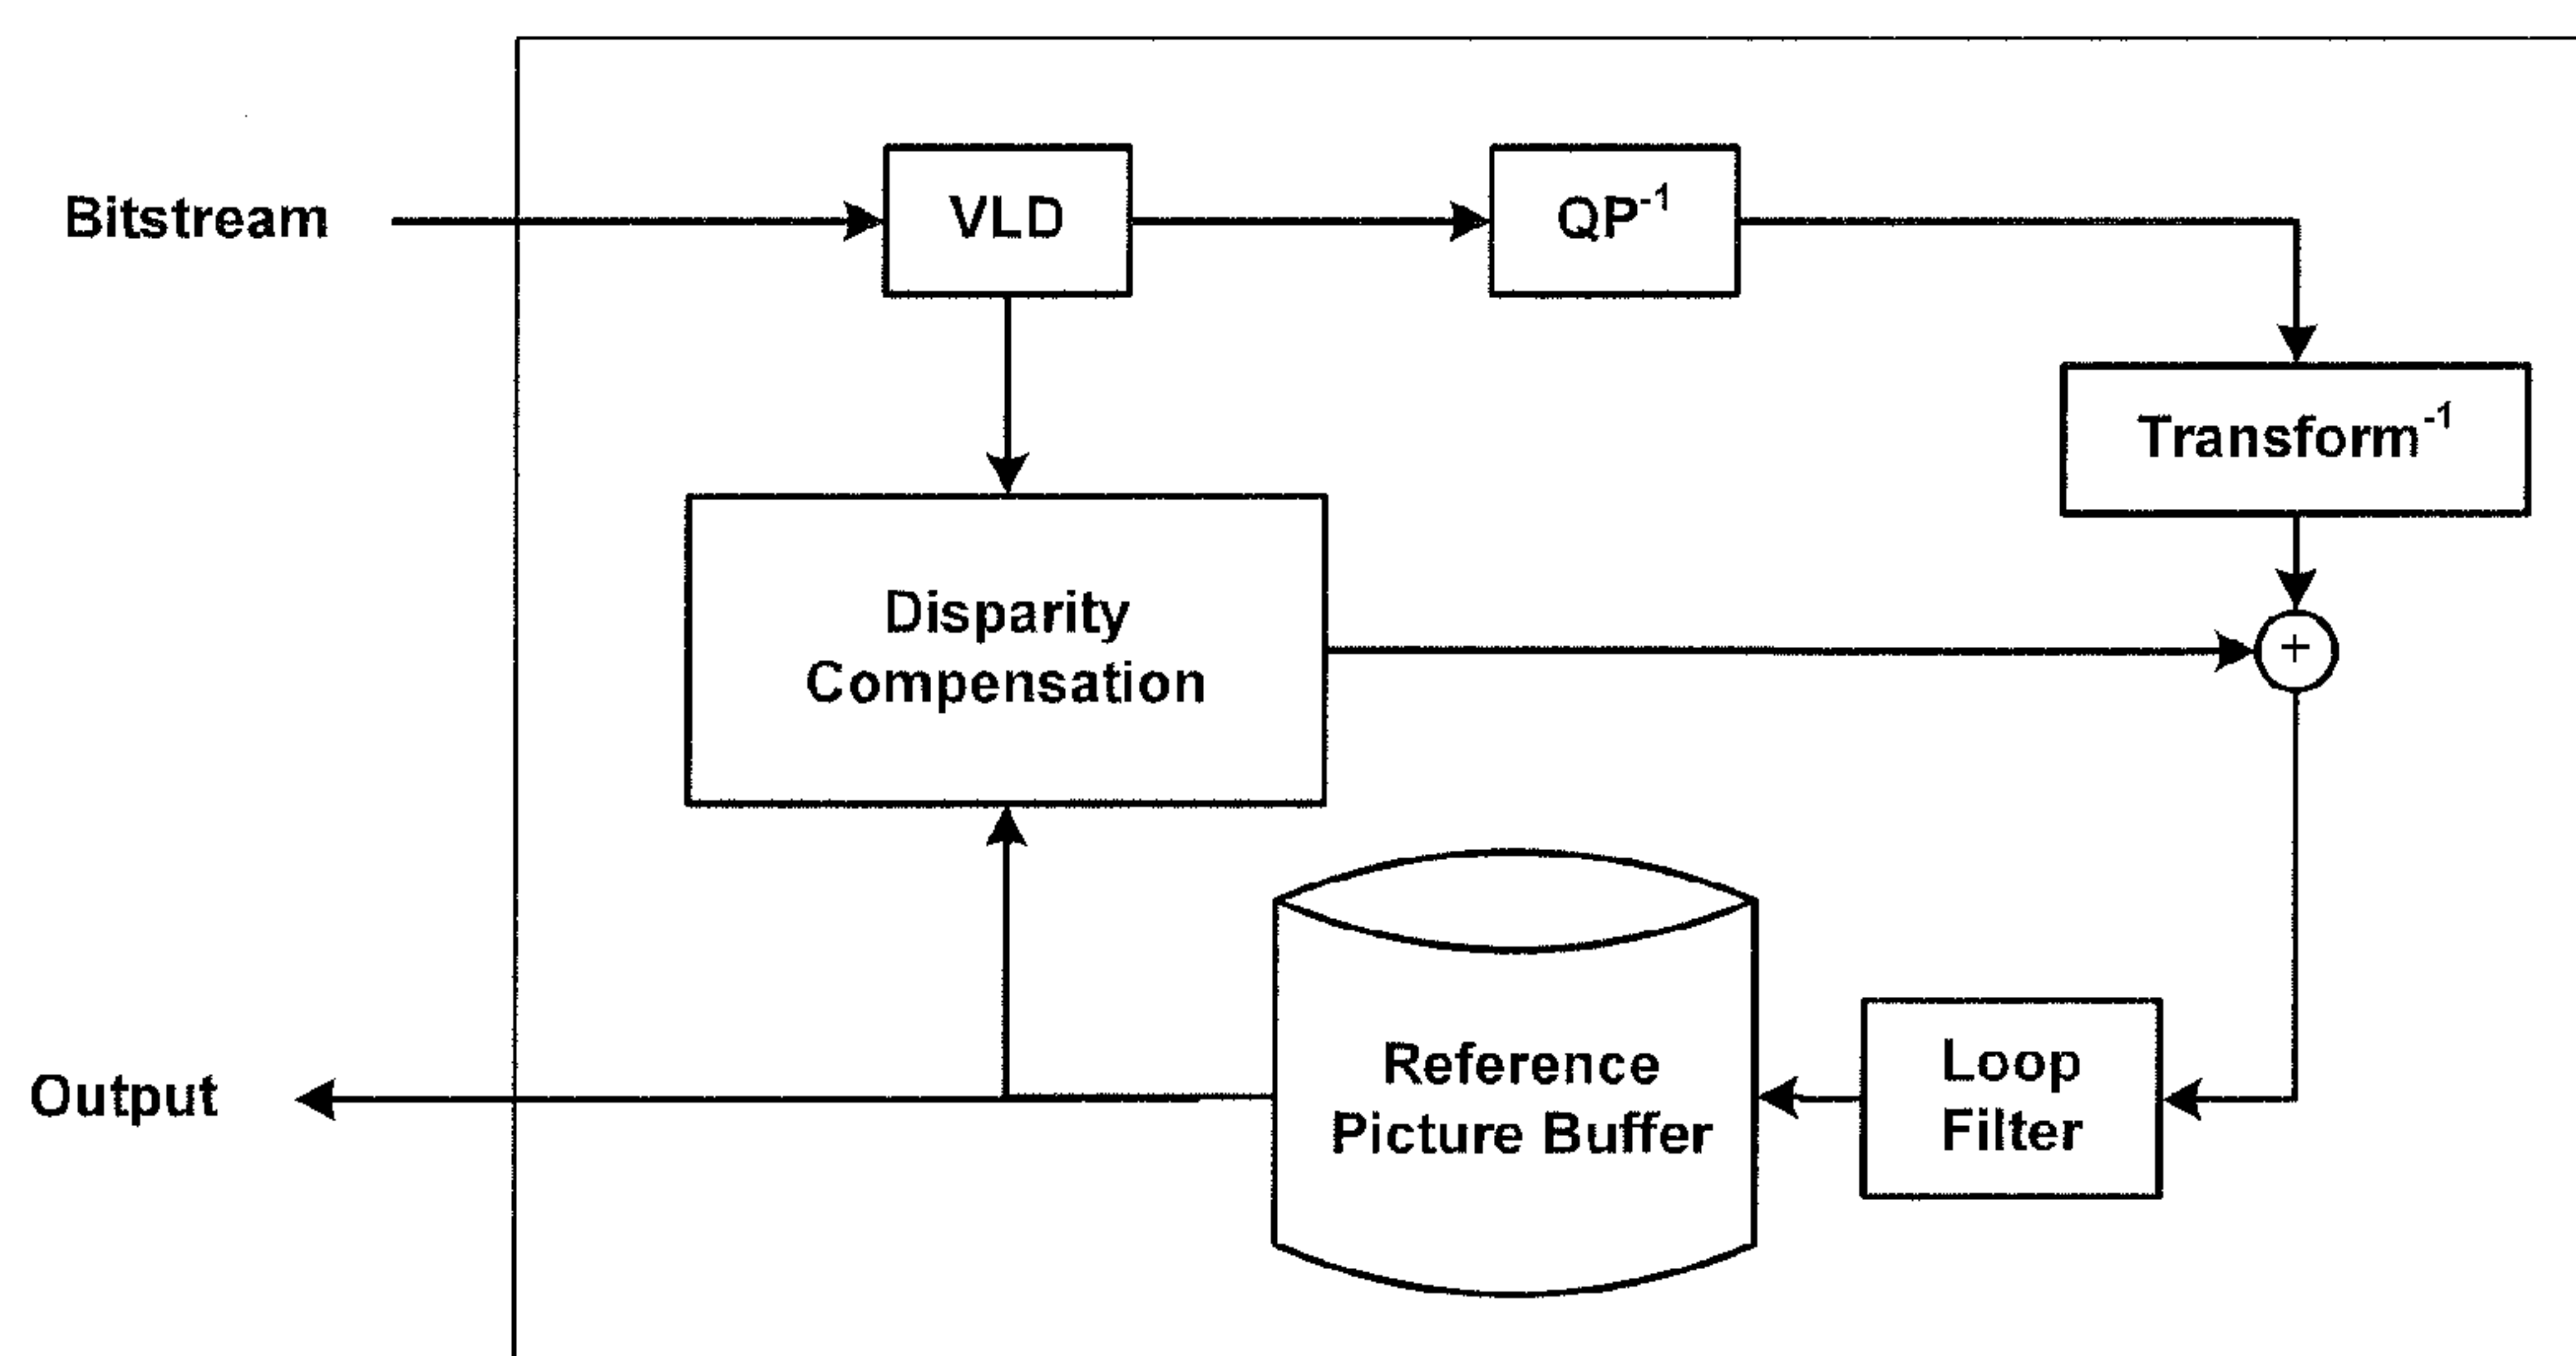 Bitstream
VLD
QP⁻¹
Transform⁻¹
Disparity
Compensation
+
Reference
Picture Buffer
Loop
Filter
Output